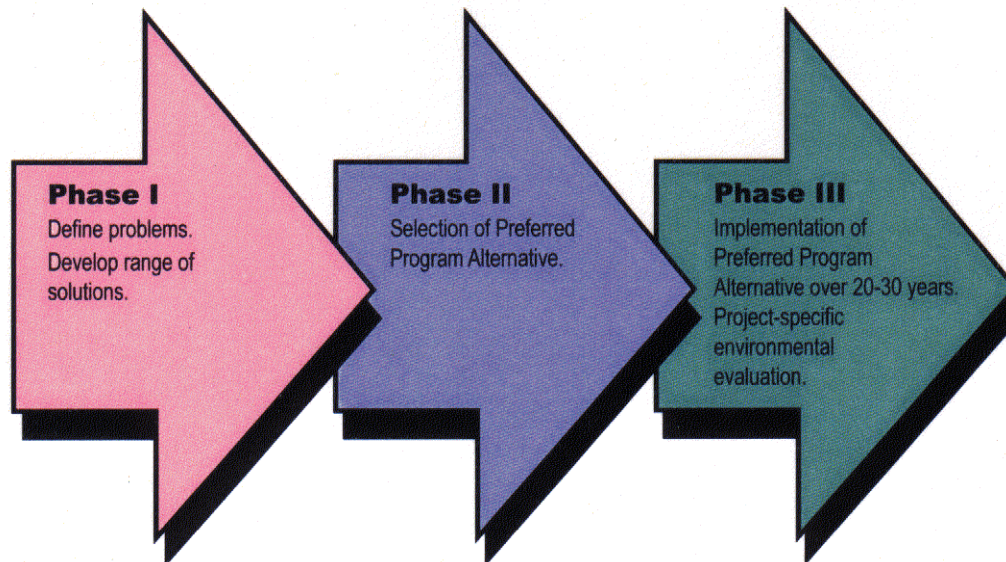 Phase I
Define problems.
Develop range of
solutions.
Phase II
Selection of Preferred
Program Alternative.
Phase III
Implementation of
Preferred Program
Alternative over 20-30 years.
Project-specific
environmental
evaluation.